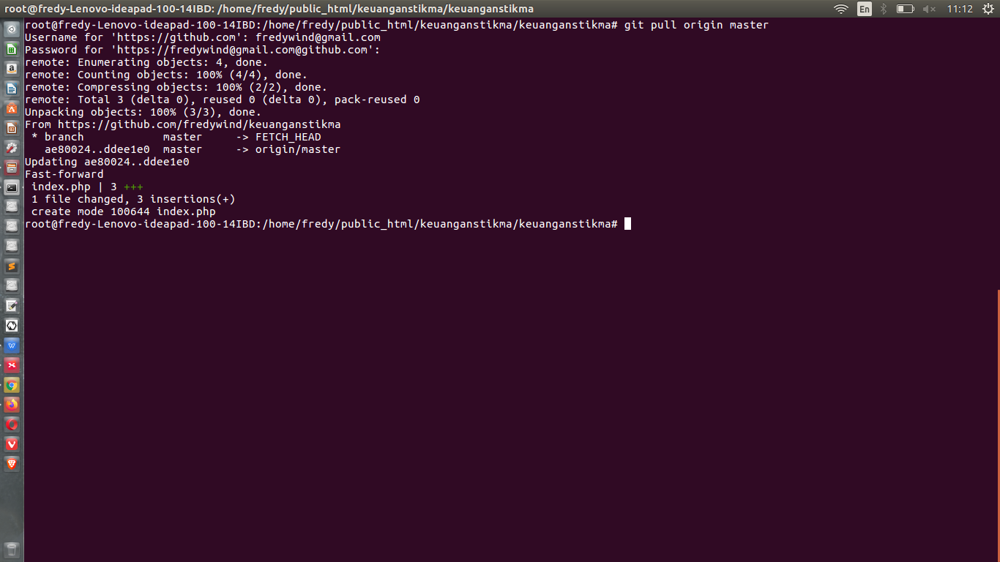 root@fredy-Lenovo-ideapad-100-14IBD: /home/fredy/public_html/keuanganstikma/keuanganstikma
En
11:12
root@fredy-Lenovo-ideapad-100-14IBD:/home/fredy/public_html/keuanganstikma/keuanganstikma# git pull origin master
Username for 'https://github.com': fredywind@gmail.com
Password for 'https://fredywind@gmail.com@github.com':
remote: Enumerating objects: 4, done.
remote: Counting objects: 100% (4/4), done.
remote: Compressing objects: 100% (2/2), done.
remote: Total 3 (delta 0), reused 0 (delta 0), pack-reused 0
Unpacking objects: 100% (3/3), done.
From https://github.com/fredywind/keuanganstikma
 * branch            master     -> FETCH_HEAD
   ae80024..ddee1e0  master     -> origin/master
Updating ae80024..ddee1e0
Fast-forward
 index.php | 3 +++
 1 file changed, 3 insertions(+)
 create mode 100644 index.php
root@fredy-Lenovo-ideapad-100-14IBD:/home/fredy/public_html/keuanganstikma/keuanganstikma#